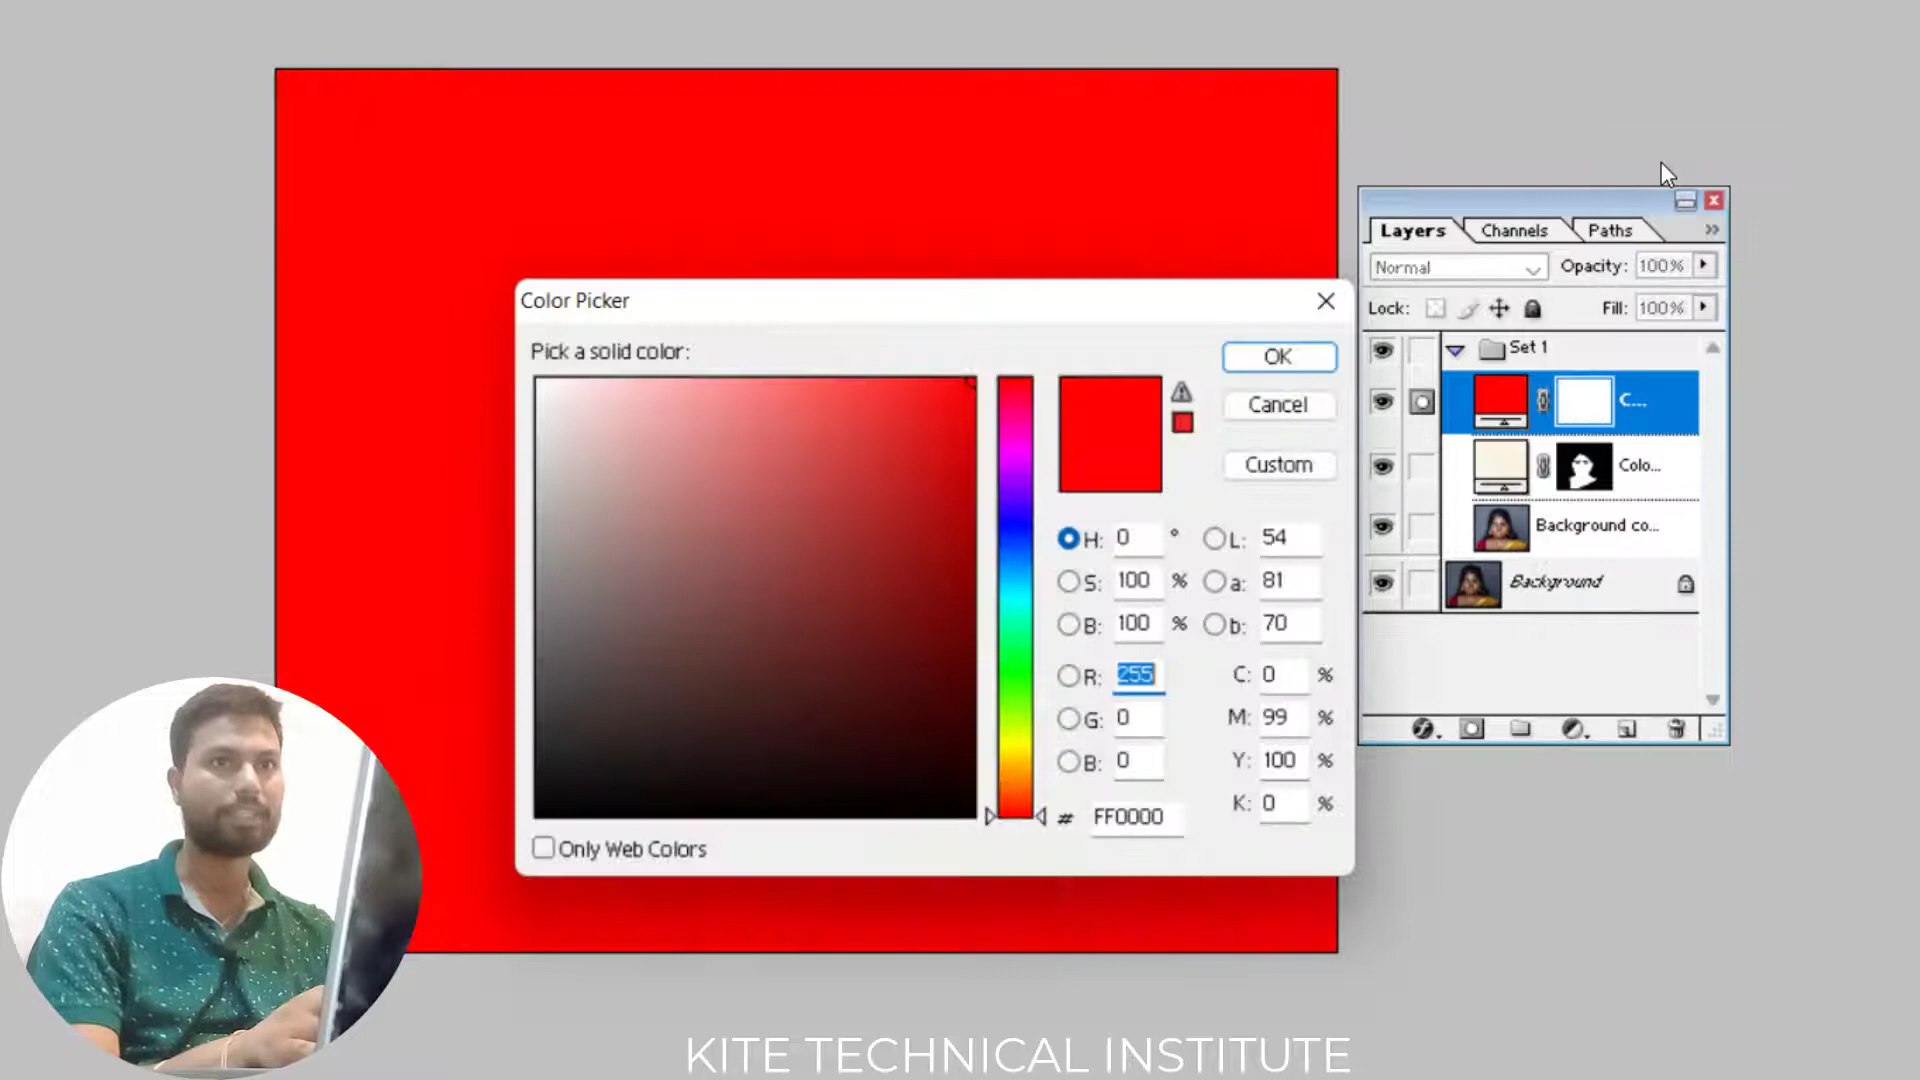 Layers Channels Paths
Normal Opacity: 100%
Lock: Fill: 100%
Set 1
C...
Colo...
Background co...
Background
Color Picker
Pick a solid color:
OK
Cancel
Custom
H: 0 ° L: 54
S: 100 % a: 81
B: 100 % b: 70
R: 255 C: 0 %
G: 0 M: 99 %
B: 0 Y: 100 %
K: 0 %
# FF0000
Only Web Colors
KITE TECHNICAL INSTITUTE